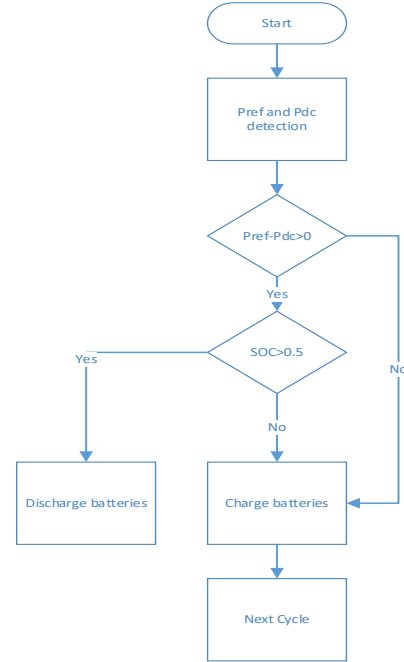 Start
Pref and Pdc
detection
Pref-Pdc>0
Yes
SOC>0.5
Yes
No
No
Discharge batteries
Charge batteries
Next Cycle